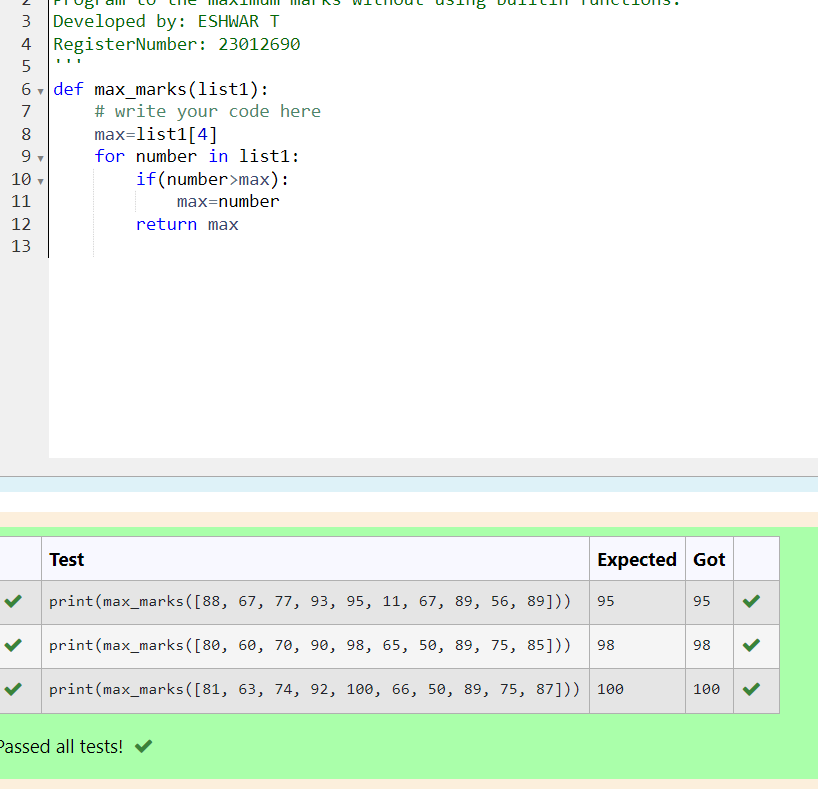 2 Program to the maximum marks without using builtin functions.
3 Developed by: ESHWAR T
4 RegisterNumber: 23012690
5 '''
6 def max_marks(list1):
7     # write your code here
8     max=list1[4]
9     for number in list1:
10         if(number>max):
11             max=number
12         return max
13
Test Expected Got
print(max_marks([88, 67, 77, 93, 95, 11, 67, 89, 56, 89])) 95 95
print(max_marks([80, 60, 70, 90, 98, 65, 50, 89, 75, 85])) 98 98
print(max_marks([81, 63, 74, 92, 100, 66, 50, 89, 75, 87])) 100 100
Passed all tests!